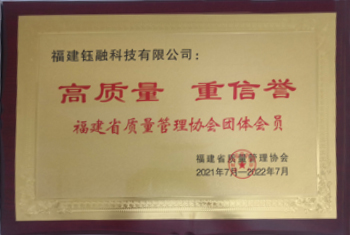 福建钰融科技有限公司：
高质量 重信誉
福建省质量管理协会团体会员
福建省质量管理协会
2021年7月—2022年7月